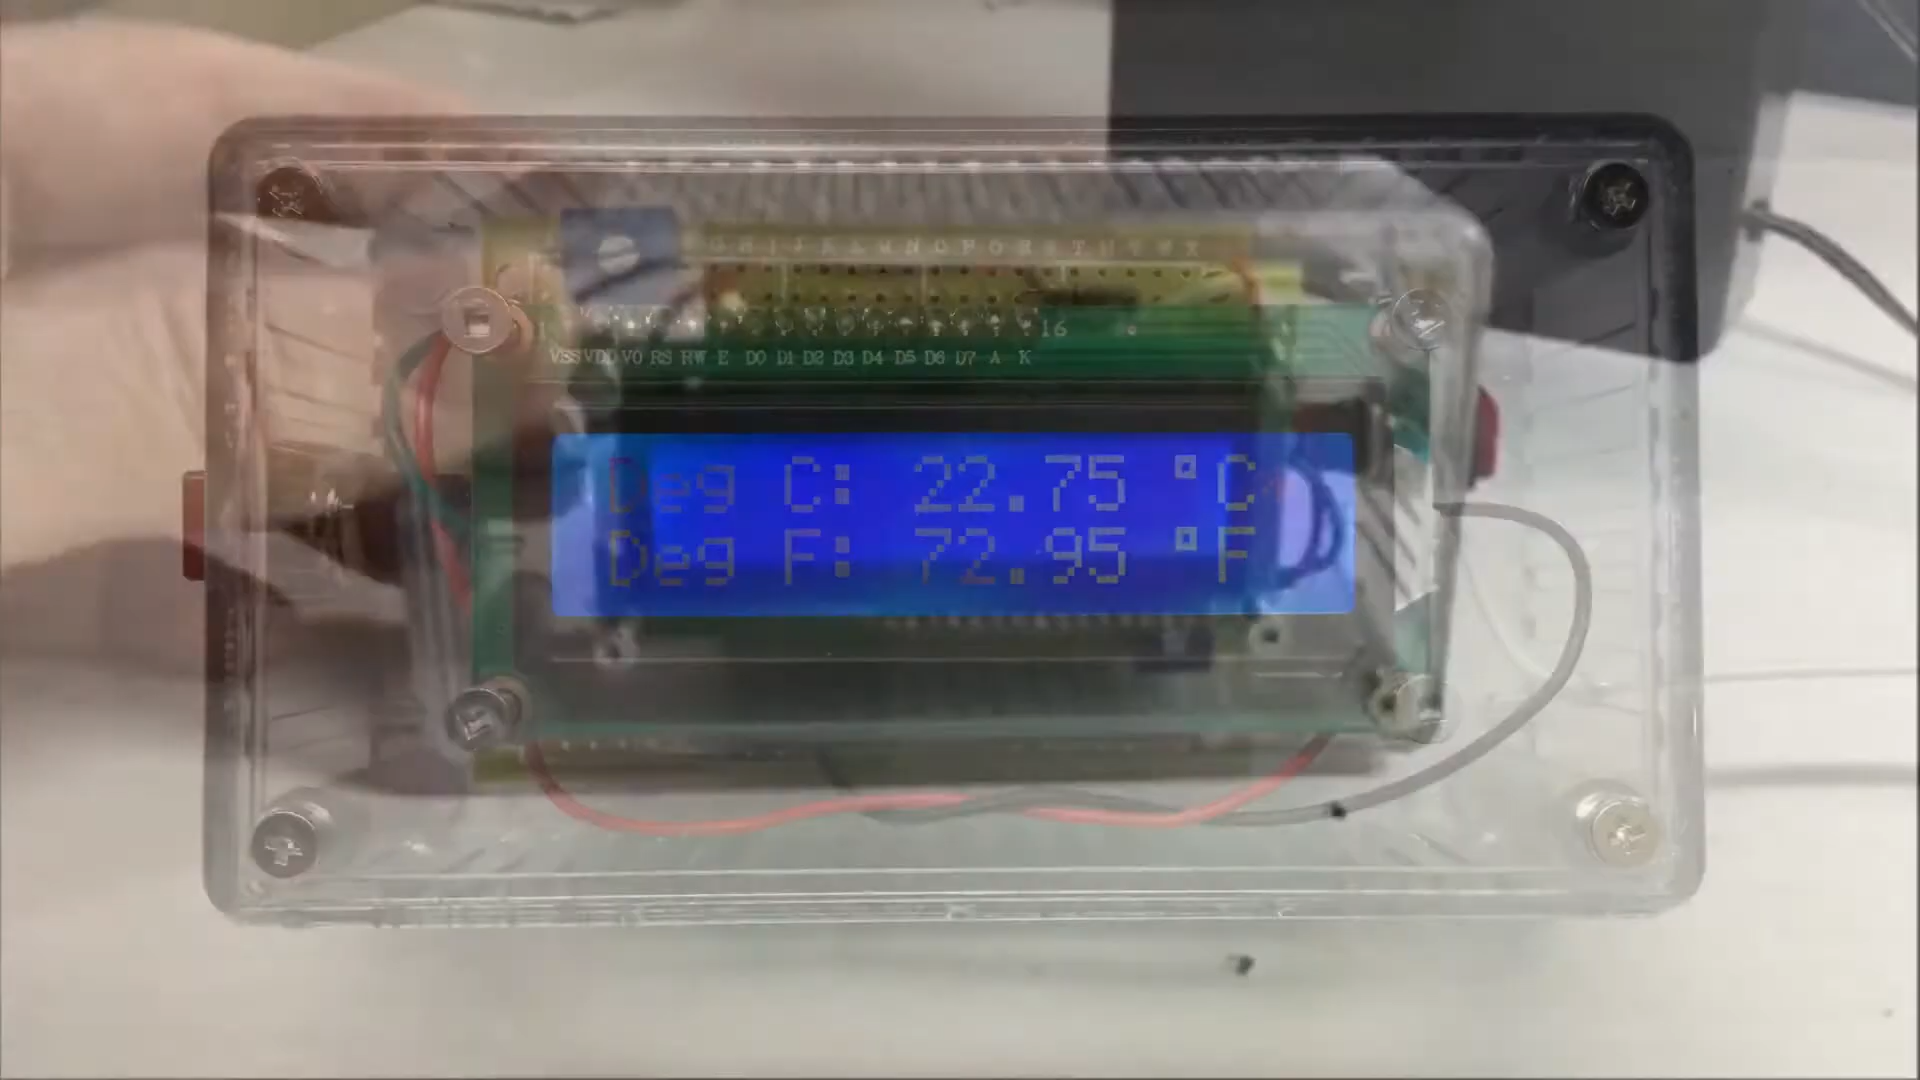 16
VSS VDD V0 RS RW E D0 D1 D2 D3 D4 D5 D6 D7 A K
Deg C: 22.75 °C
Deg F: 72.95 °F